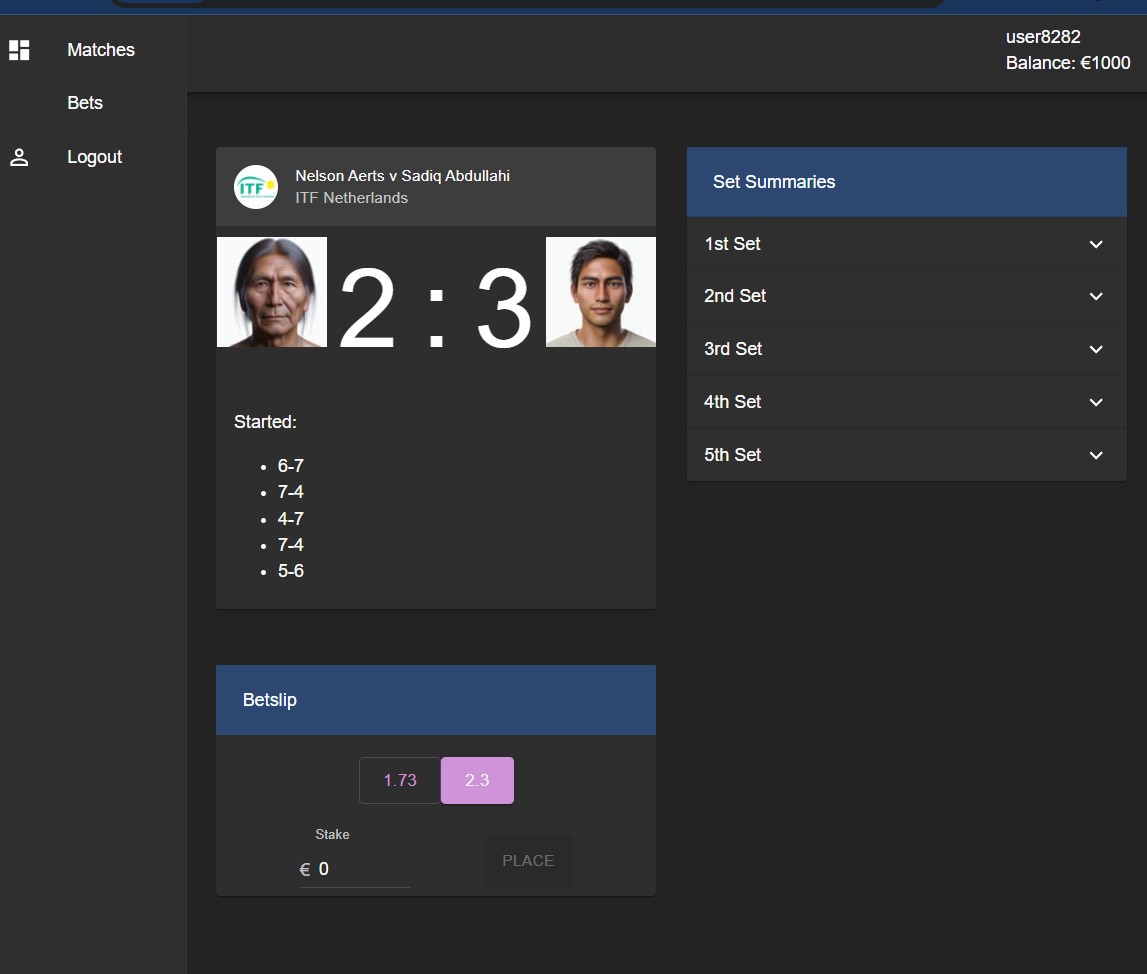 Matches
Bets
Logout
user8282
Balance: €1000
ITF
Nelson Aerts v Sadiq Abdullahi
ITF Netherlands
2 : 3
Started:
6-7
7-4
4-7
7-4
5-6
Set Summaries
1st Set
2nd Set
3rd Set
4th Set
5th Set
Betslip
1.73
2.3
Stake
€ 0
PLACE